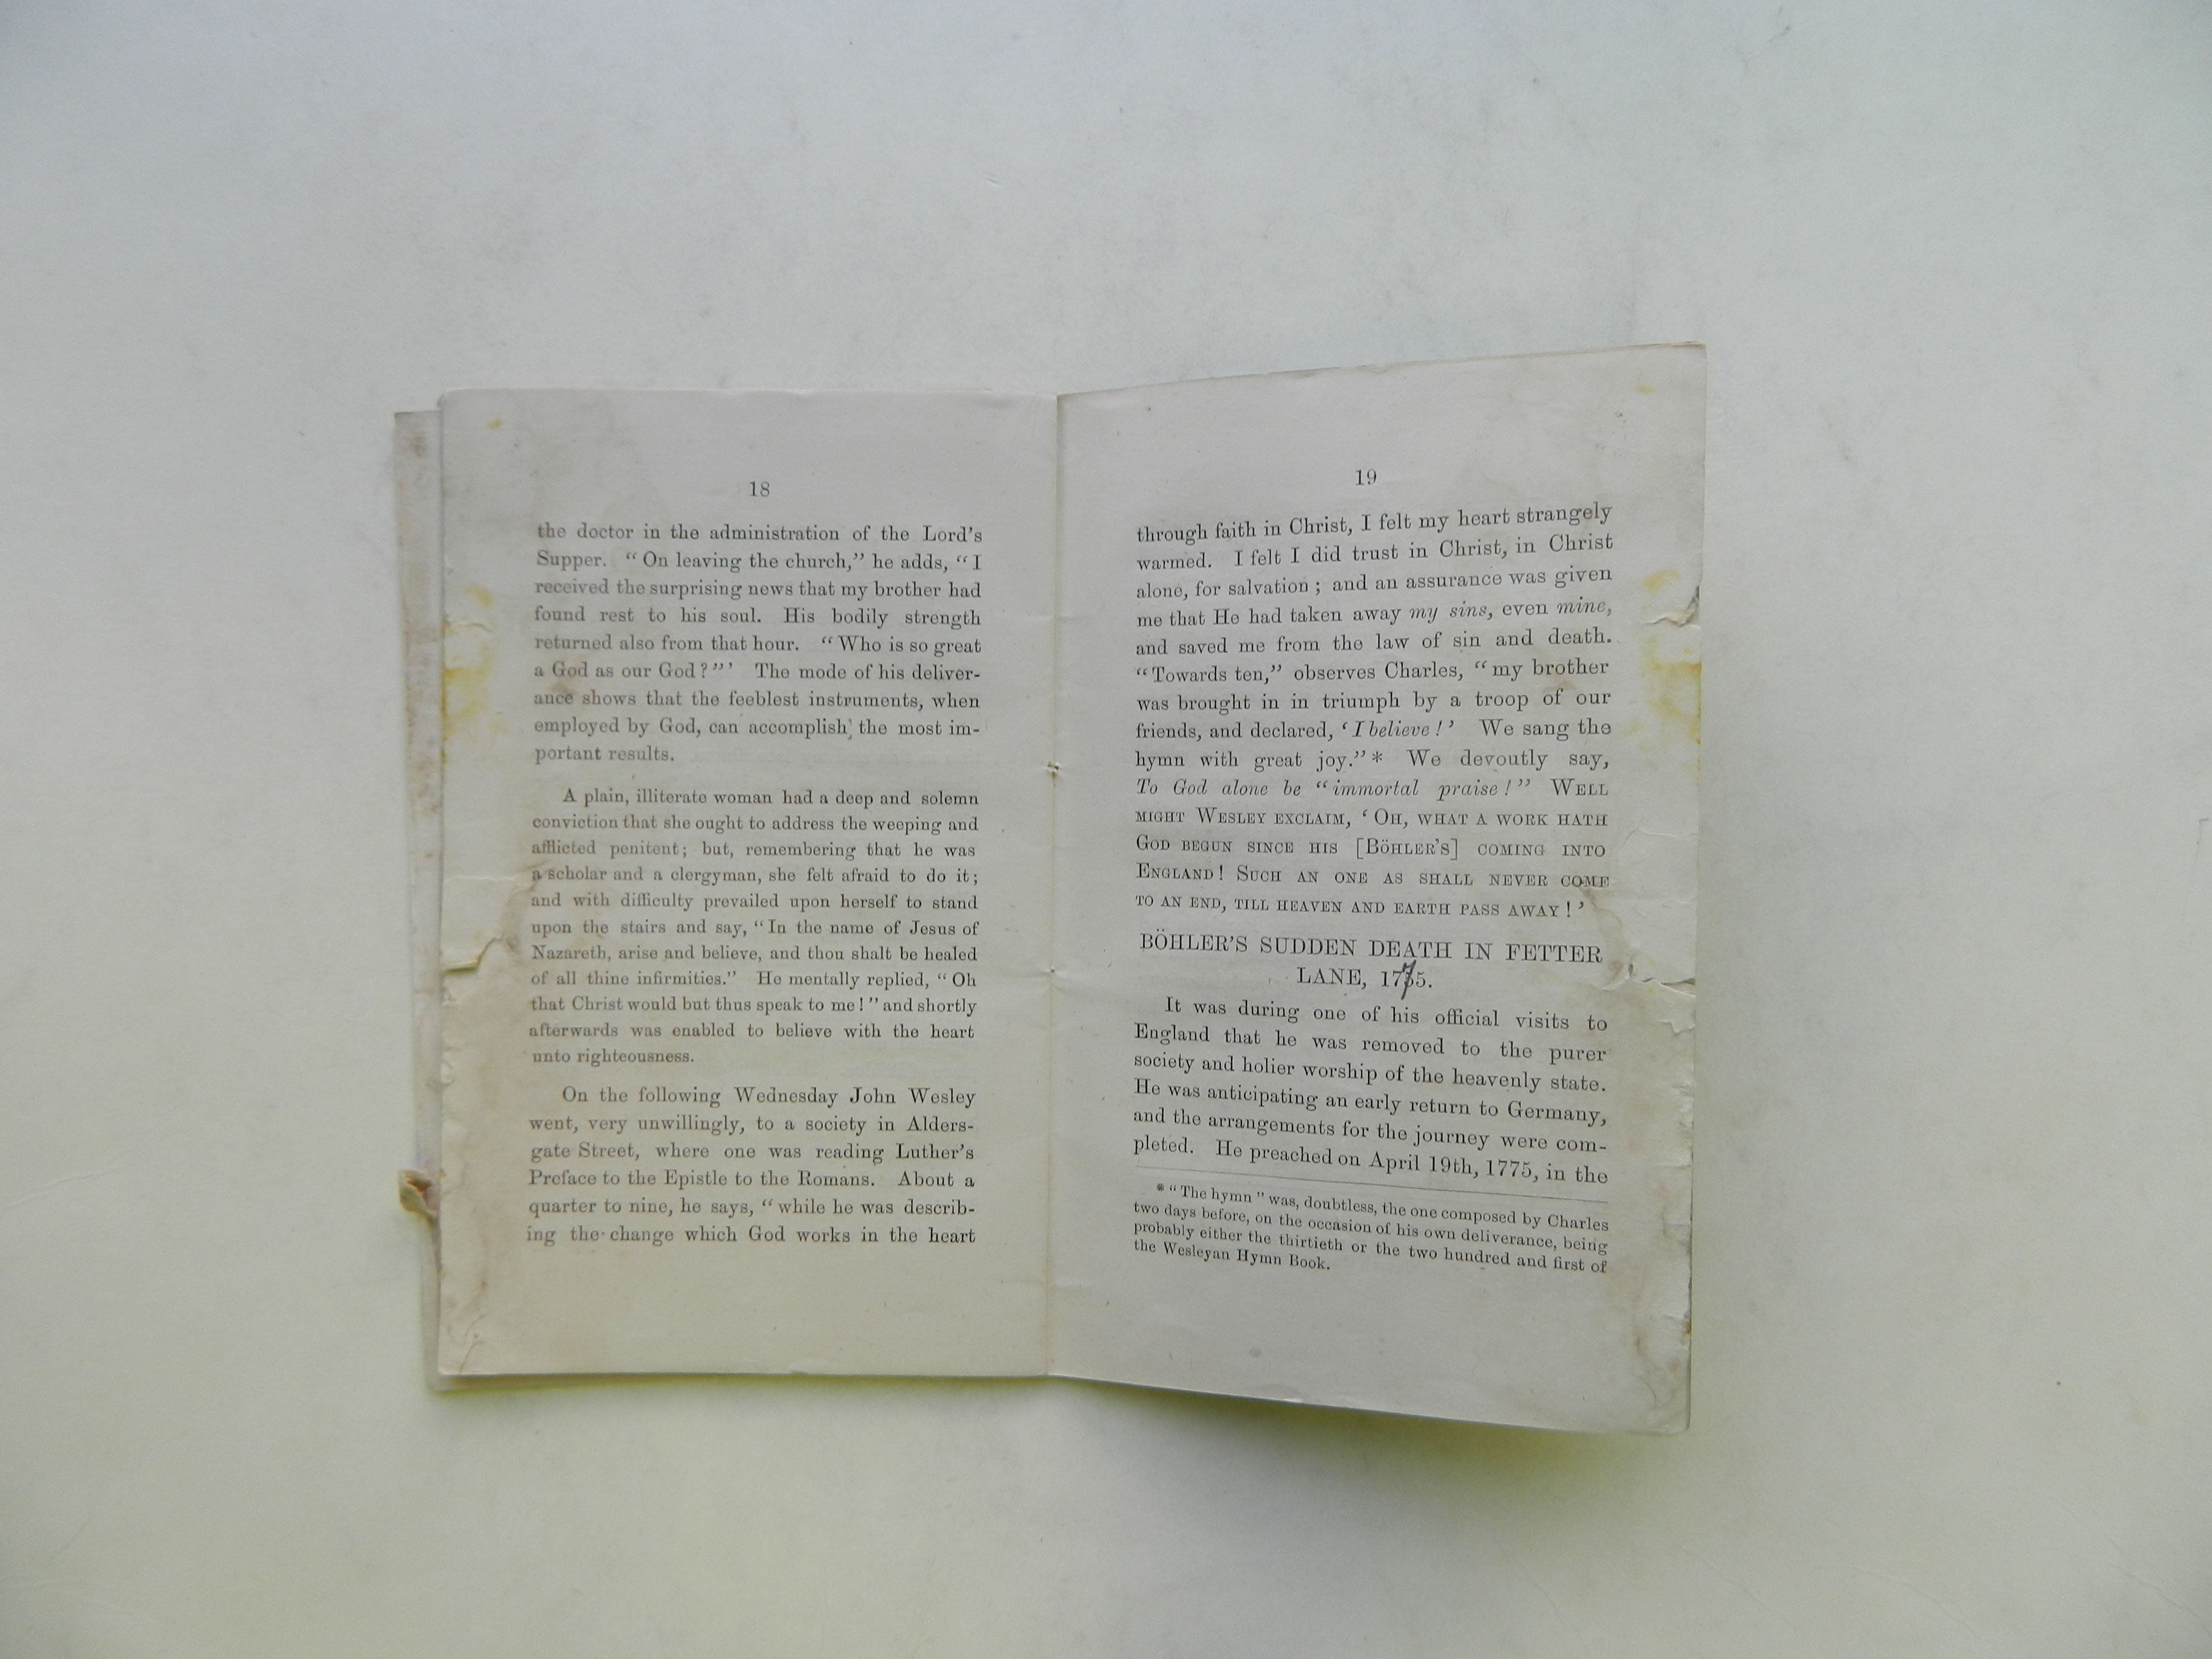 18
the doctor in the administration of the Lord's
Supper. “On leaving the church,” he adds, “I
received the surprising news that my brother had
found rest to his soul. His bodily strength
returned also from that hour. “Who is so great
a God as our God?”’ The mode of his deliver-
ance shows that the feeblest instruments, when
employed by God, can accomplish the most im-
portant results.
A plain, illiterate woman had a deep and solemn
conviction that she ought to address the weeping and
afflicted penitent; but, remembering that he was
a scholar and a clergyman, she felt afraid to do it;
and with difficulty prevailed upon herself to stand
upon the stairs and say, “In the name of Jesus of
Nazareth, arise and believe, and thou shalt be healed
of all thine infirmities.” He mentally replied, “Oh
that Christ would but thus speak to me!” and shortly
afterwards was enabled to believe with the heart
unto righteousness.
On the following Wednesday John Wesley
went, very unwillingly, to a society in Alders-
gate Street, where one was reading Luther's
Preface to the Epistle to the Romans. About a
quarter to nine, he says, “while he was describ-
ing the change which God works in the heart
19
through faith in Christ, I felt my heart strangely
warmed. I felt I did trust in Christ, in Christ
alone, for salvation; and an assurance was given
me that He had taken away my sins, even mine,
and saved me from the law of sin and death.
“Towards ten,” observes Charles, “my brother
was brought in in triumph by a troop of our
friends, and declared, ‘I believe!’ We sang the
hymn with great joy.”* We devoutly say,
To God alone be “immortal praise!” WELL
MIGHT WESLEY EXCLAIM, ‘OH, WHAT A WORK HATH
GOD BEGUN SINCE HIS [BÖHLER'S] COMING INTO
ENGLAND! SUCH AN ONE AS SHALL NEVER COME
TO AN END, TILL HEAVEN AND EARTH PASS AWAY!’
BÖHLER'S SUDDEN DEATH IN FETTER
LANE, 1775.
It was during one of his official visits to
England that he was removed to the purer
society and holier worship of the heavenly state.
He was anticipating an early return to Germany,
and the arrangements for the journey were com-
pleted. He preached on April 19th, 1775, in the
* “The hymn” was, doubtless, the one composed by Charles
two days before, on the occasion of his own deliverance, being
probably either the thirtieth or the two hundred and first of
the Wesleyan Hymn Book.